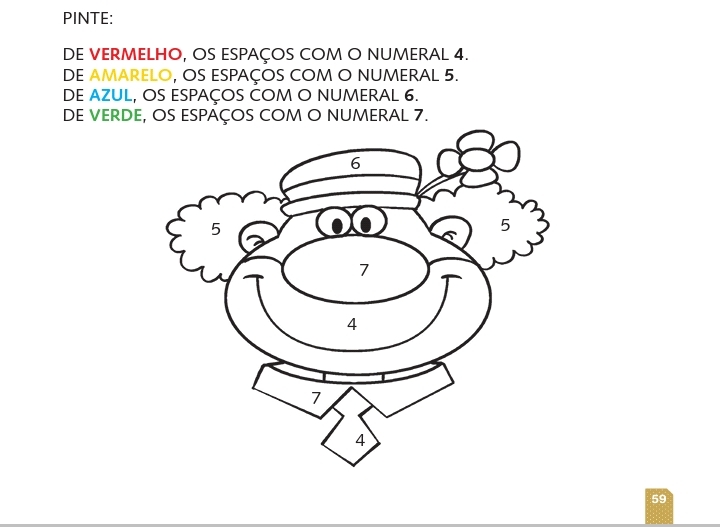 PINTE:
DE VERMELHO, OS ESPAÇOS COM O NUMERAL 4.
DE AMARELO, OS ESPAÇOS COM O NUMERAL 5.
DE AZUL, OS ESPAÇOS COM O NUMERAL 6.
DE VERDE, OS ESPAÇOS COM O NUMERAL 7.
6
5
5
7
4
7
4
59